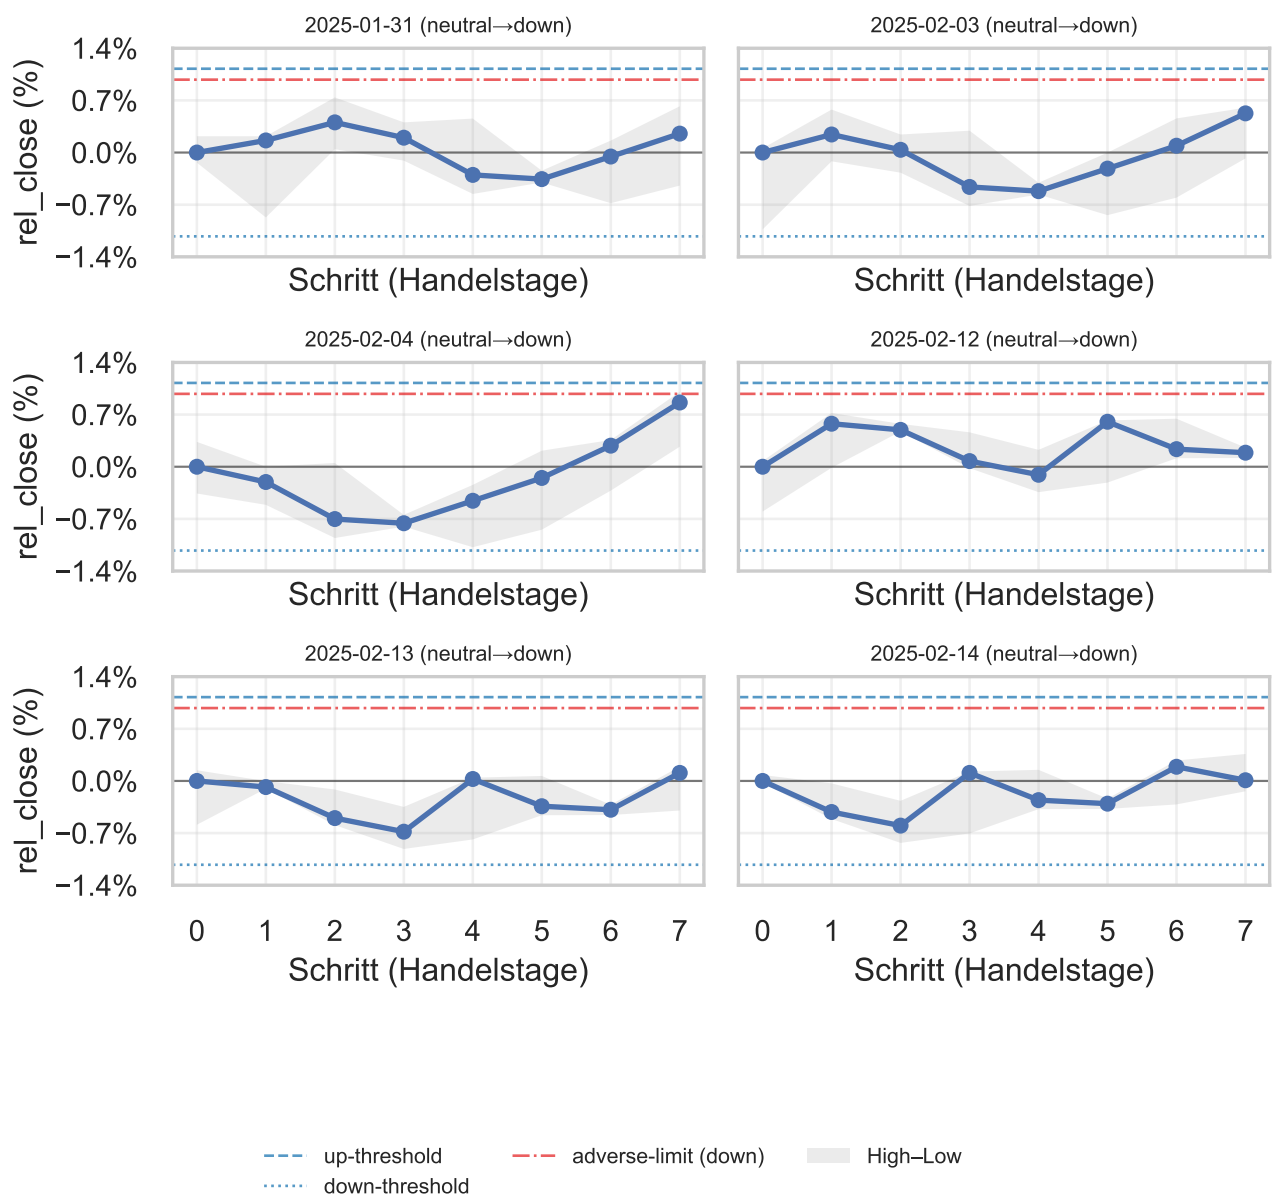 2025-01-31 (neutral→down)
2025-02-03 (neutral→down)
1.4%
0.7%
0.0%
−0.7%
−1.4%
rel_close (%)
Schritt (Handelstage)
Schritt (Handelstage)
2025-02-04 (neutral→down)
2025-02-12 (neutral→down)
1.4%
0.7%
0.0%
−0.7%
−1.4%
rel_close (%)
Schritt (Handelstage)
Schritt (Handelstage)
2025-02-13 (neutral→down)
2025-02-14 (neutral→down)
1.4%
0.7%
0.0%
−0.7%
−1.4%
rel_close (%)
0 1 2 3 4 5 6 7
0 1 2 3 4 5 6 7
Schritt (Handelstage)
Schritt (Handelstage)
up-threshold
down-threshold
adverse-limit (down)
High–Low